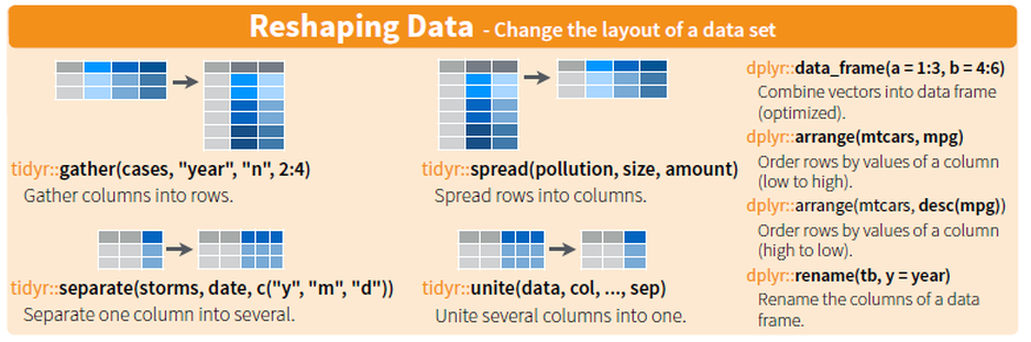 Reshaping Data - Change the layout of a data set
tidyr::gather(cases, "year", "n", 2:4)
Gather columns into rows.
tidyr::spread(pollution, size, amount)
Spread rows into columns.
tidyr::separate(storms, date, c("y", "m", "d"))
Separate one column into several.
tidyr::unite(data, col, ..., sep)
Unite several columns into one.
dplyr::data_frame(a = 1:3, b = 4:6)
Combine vectors into data frame
(optimized).
dplyr::arrange(mtcars, mpg)
Order rows by values of a column
(low to high).
dplyr::arrange(mtcars, desc(mpg))
Order rows by values of a column
(high to low).
dplyr::rename(tb, y = year)
Rename the columns of a data
frame.